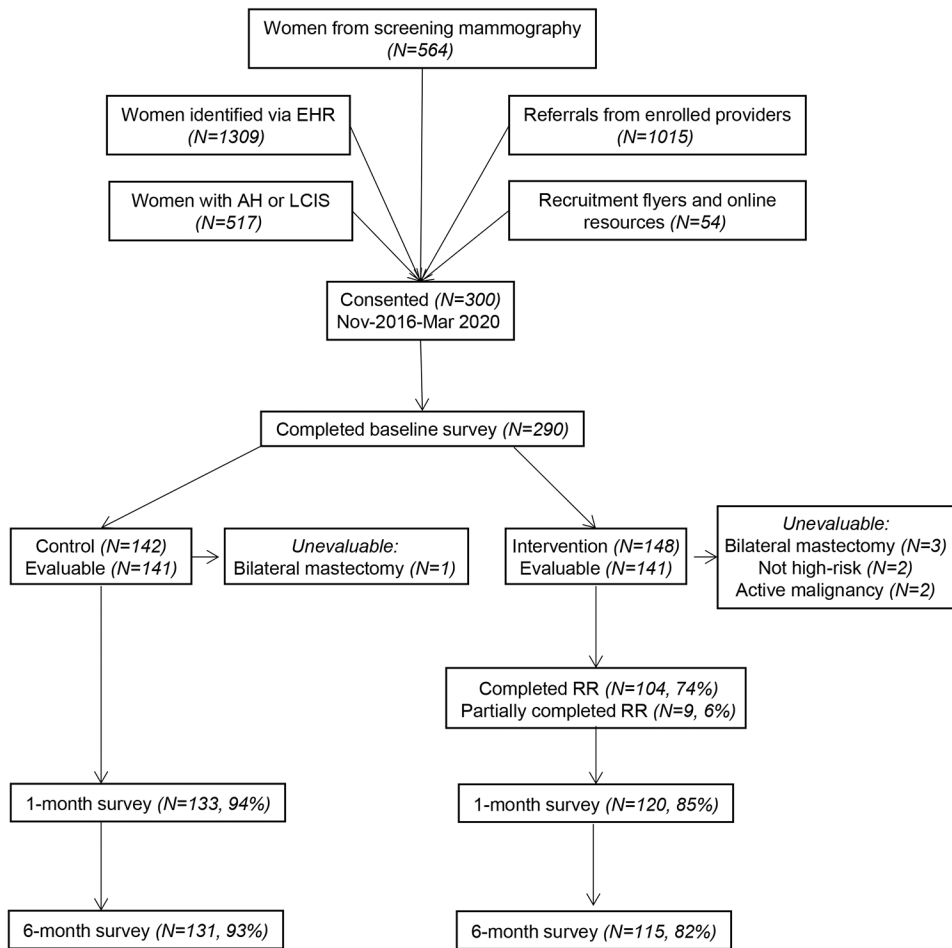 Women from screening mammography
(N=564)
Women identified via EHR
(N=1309)
Referrals from enrolled providers
(N=1015)
Women with AH or LCIS
(N=517)
Recruitment flyers and online
resources (N=54)
Consented (N=300)
Nov-2016-Mar 2020
Completed baseline survey (N=290)
Control (N=142)
Evaluable (N=141)
Unevaluable:
Bilateral mastectomy (N=1)
Intervention (N=148)
Evaluable (N=141)
Unevaluable:
Bilateral mastectomy (N=3)
Not high-risk (N=2)
Active malignancy (N=2)
Completed RR (N=104, 74%)
Partially completed RR (N=9, 6%)
1-month survey (N=133, 94%)
1-month survey (N=120, 85%)
6-month survey (N=131, 93%)
6-month survey (N=115, 82%)